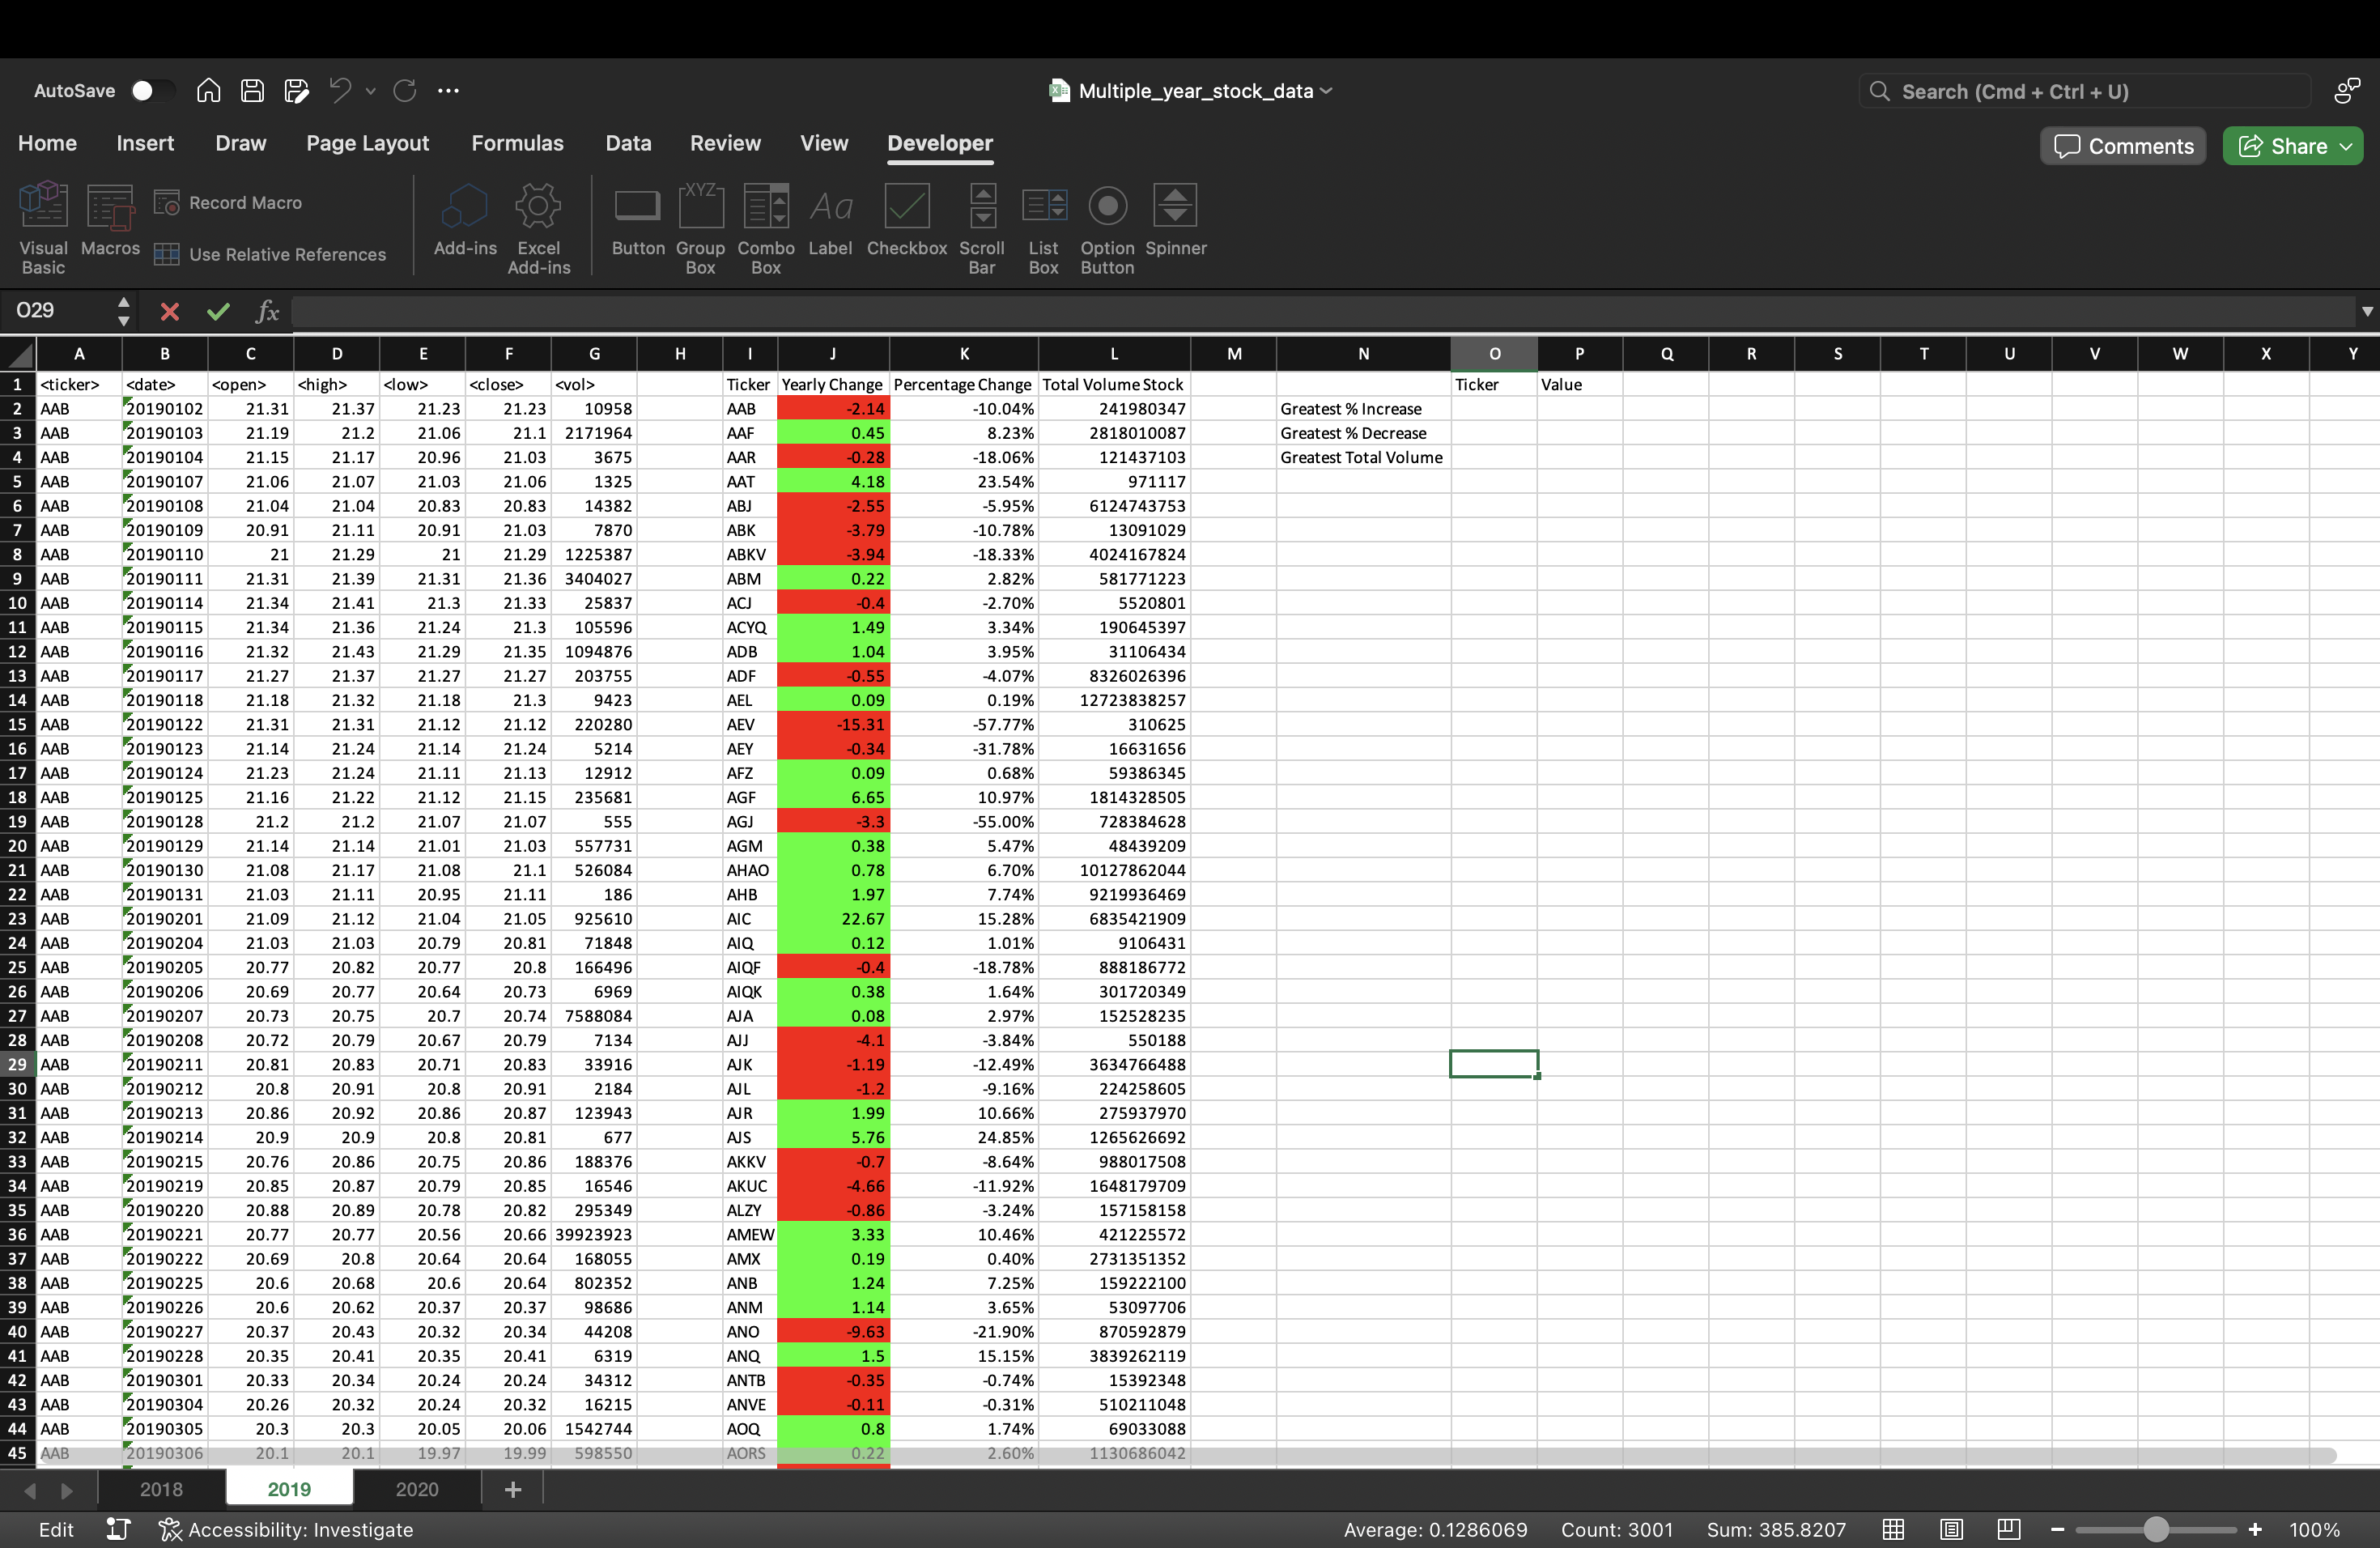 AutoSave
Multiple_year_stock_data
Search (Cmd + Ctrl + U)
Home Insert Draw Page Layout Formulas Data Review View Developer
Comments Share
Visual Basic Macros Record Macro Use Relative References Add-ins Excel Add-ins Button XYZ Group Box Combo Box Aa Label Checkbox Scroll Bar List Box Option Button Spinner
O29 fx
A B C D E F G H I J K L M N O P Q R S T U V W X Y
1 <ticker> <date> <open> <high> <low> <close> <vol> Ticker Yearly Change Percentage Change Total Volume Stock Ticker Value
2 AAB 20190102 21.31 21.37 21.23 21.23 10958 AAB -2.14 -10.04% 241980347 Greatest % Increase
3 AAB 20190103 21.19 21.2 21.06 21.1 2171964 AAF 0.45 8.23% 2818010087 Greatest % Decrease
4 AAB 20190104 21.15 21.17 20.96 21.03 3675 AAR -0.28 -18.06% 121437103 Greatest Total Volume
5 AAB 20190107 21.06 21.07 21.03 21.06 1325 AAT 4.18 23.54% 971117
6 AAB 20190108 21.04 21.04 20.83 20.83 14382 ABJ -2.55 -5.95% 6124743753
7 AAB 20190109 20.91 21.11 20.91 21.03 7870 ABK -3.79 -10.78% 13091029
8 AAB 20190110 21 21.29 21 21.29 1225387 ABKV -3.94 -18.33% 4024167824
9 AAB 20190111 21.31 21.39 21.31 21.36 3404027 ABM 0.22 2.82% 581771223
10 AAB 20190114 21.34 21.41 21.3 21.33 25837 ACJ -0.4 -2.70% 5520801
11 AAB 20190115 21.34 21.36 21.24 21.3 105596 ACYQ 1.49 3.34% 190645397
12 AAB 20190116 21.32 21.43 21.29 21.35 1094876 ADB 1.04 3.95% 31106434
13 AAB 20190117 21.27 21.37 21.27 21.27 203755 ADF -0.55 -4.07% 8326026396
14 AAB 20190118 21.18 21.32 21.18 21.3 9423 AEL 0.09 0.19% 12723838257
15 AAB 20190122 21.31 21.31 21.12 21.12 220280 AEV -15.31 -57.77% 310625
16 AAB 20190123 21.14 21.24 21.14 21.24 5214 AEY -0.34 -31.78% 16631656
17 AAB 20190124 21.23 21.24 21.11 21.13 12912 AFZ 0.09 0.68% 59386345
18 AAB 20190125 21.16 21.22 21.12 21.15 235681 AGF 6.65 10.97% 1814328505
19 AAB 20190128 21.2 21.2 21.07 21.07 555 AGJ -3.3 -55.00% 728384628
20 AAB 20190129 21.14 21.14 21.01 21.03 557731 AGM 0.38 5.47% 48439209
21 AAB 20190130 21.08 21.17 21.08 21.1 526084 AHAO 0.78 6.70% 10127862044
22 AAB 20190131 21.03 21.11 20.95 21.11 186 AHB 1.97 7.74% 9219936469
23 AAB 20190201 21.09 21.12 21.04 21.05 925610 AIC 22.67 15.28% 6835421909
24 AAB 20190204 21.03 21.03 20.79 20.81 71848 AIQ 0.12 1.01% 9106431
25 AAB 20190205 20.77 20.82 20.77 20.8 166496 AIQF -0.4 -18.78% 888186772
26 AAB 20190206 20.69 20.77 20.64 20.73 6969 AIQK 0.38 1.64% 301720349
27 AAB 20190207 20.73 20.75 20.7 20.74 7588084 AJA 0.08 2.97% 152528235
28 AAB 20190208 20.72 20.79 20.67 20.79 7134 AJJ -4.1 -3.84% 550188
29 AAB 20190211 20.81 20.83 20.71 20.83 33916 AJK -1.19 -12.49% 3634766488
30 AAB 20190212 20.8 20.91 20.8 20.91 2184 AJL -1.2 -9.16% 224258605
31 AAB 20190213 20.86 20.92 20.86 20.87 123943 AJR 1.99 10.66% 275937970
32 AAB 20190214 20.9 20.9 20.8 20.81 677 AJS 5.76 24.85% 1265626692
33 AAB 20190215 20.76 20.86 20.75 20.86 188376 AKKV -0.7 -8.64% 988017508
34 AAB 20190219 20.85 20.87 20.79 20.85 16546 AKUC -4.66 -11.92% 1648179709
35 AAB 20190220 20.88 20.89 20.78 20.82 295349 ALZY -0.86 -3.24% 157158158
36 AAB 20190221 20.77 20.77 20.56 20.66 39923923 AMEW 3.33 10.46% 421225572
37 AAB 20190222 20.69 20.8 20.64 20.64 168055 AMX 0.19 0.40% 2731351352
38 AAB 20190225 20.6 20.68 20.6 20.64 802352 ANB 1.24 7.25% 159222100
39 AAB 20190226 20.6 20.62 20.37 20.37 98686 ANM 1.14 3.65% 53097706
40 AAB 20190227 20.37 20.43 20.32 20.34 44208 ANO -9.63 -21.90% 870592879
41 AAB 20190228 20.35 20.41 20.35 20.41 6319 ANQ 1.5 15.15% 3839262119
42 AAB 20190301 20.33 20.34 20.24 20.24 34312 ANTB -0.35 -0.74% 15392348
43 AAB 20190304 20.26 20.32 20.24 20.32 16215 ANVE -0.11 -0.31% 510211048
44 AAB 20190305 20.3 20.3 20.05 20.06 1542744 AOQ 0.8 1.74% 69033088
45 AAB 20190306 20.1 20.1 19.97 19.99 598550 AORS 0.22 2.60% 1130686042
2018 2019 2020 +
Edit Accessibility: Investigate Average: 0.1286069 Count: 3001 Sum: 385.8207 100%